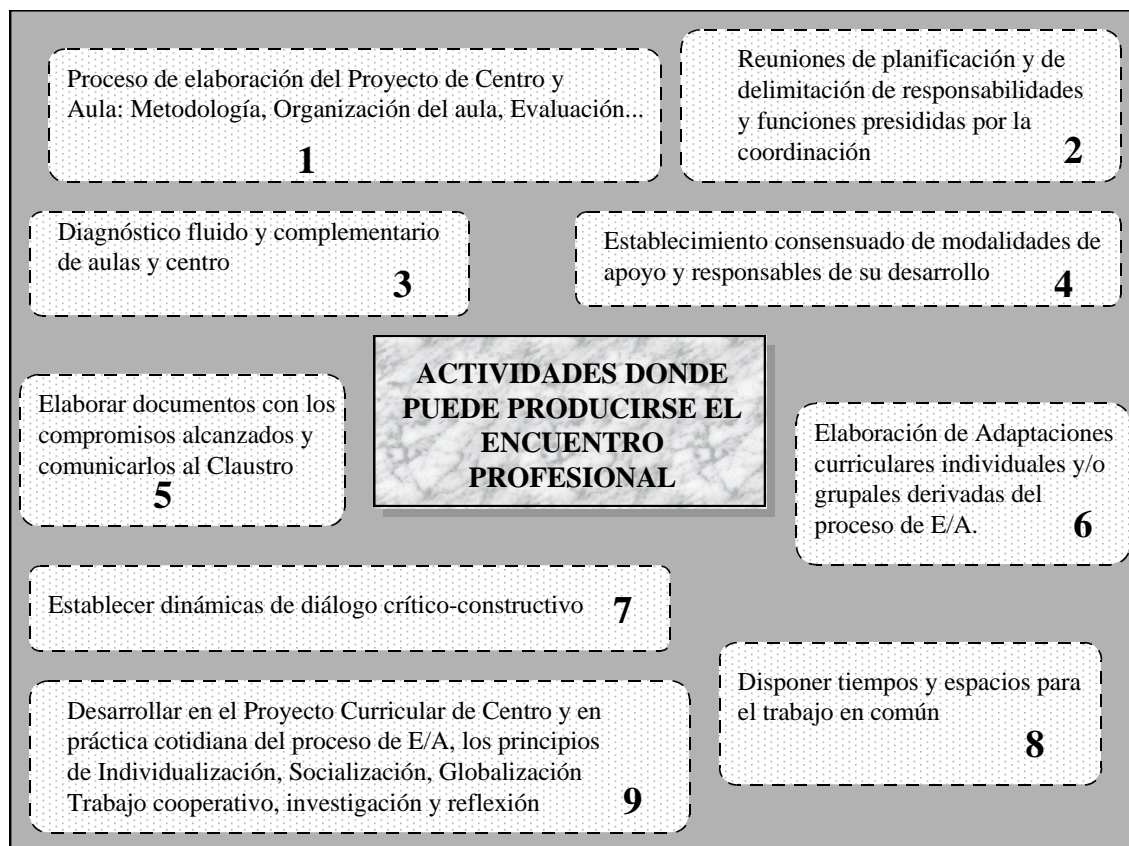 Proceso de elaboración del Proyecto de Centro y
Aula: Metodología, Organización del aula, Evaluación...
1
Reuniones de planificación y de
delimitación de responsabilidades
y funciones presididas por la
coordinación
2
Diagnóstico fluido y complementario
de aulas y centro
3
Establecimiento consensuado de modalidades de
apoyo y responsables de su desarrollo
4
ACTIVIDADES DONDE
PUEDE PRODUCIRSE EL
ENCUENTRO
PROFESIONAL
Elaborar documentos con los
compromisos alcanzados y
comunicarlos al Claustro
5
Elaboración de Adaptaciones
curriculares individuales y/o
grupales derivadas del
proceso de E/A.
6
Establecer dinámicas de diálogo crítico-constructivo
7
Disponer tiempos y espacios para
el trabajo en común
8
Desarrollar en el Proyecto Curricular de Centro y en
práctica cotidiana del proceso de E/A, los principios
de Individualización, Socialización, Globalización
Trabajo cooperativo, investigación y reflexión
9